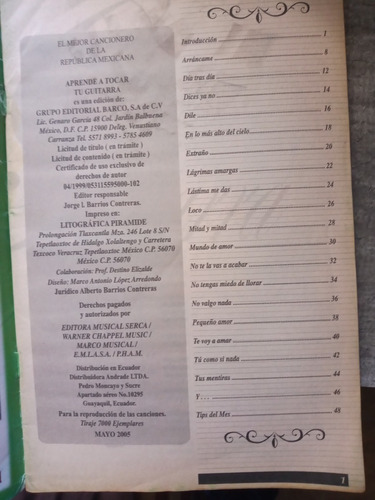 EL MEJOR CANCIONERO
DE LA
REPÚBLICA MEXICANA
APRENDE A TOCAR
TU GUITARRA
es una edición de:
GRUPO EDITORIAL BARCO, S.A de C.V
Lic. Genaro García 48 Col. Jardín Balbuena
México, D.F. C.P. 15900 Deleg. Venustiano
Carranza Tel. 5571 8993 - 5785 4609
Licitud de título ( en trámite )
Licitud de contenido ( en trámite )
Certificado de uso exclusivo de
derechos de autor
04/1999/053115595000-102
Editor responsable
Jorge I. Barrios Contreras.
Impreso en:
LITOGRÁFICA PIRAMIDE
Prolongación Tlaxcantla Mza. 246 Lote 8 S/N
Tepetlaoxtoc de Hidalgo Xolaltengo y Carretera
Texcoco Veracruz Tepetlaoxtoc México C.P. 56070
México C.P. 56070
Colaboración: Prof. Destino Elizalde
Diseño: Marco Antonio López Arredondo
Jurídico Alberto Barrios Contreras
Derechos pagados
y autorizados por
EDITORA MUSICAL SERCA /
WARNER CHAPPEL MUSIC /
MARCO MUSICAL /
E.M.L.A.S.A. / P.H.A.M.
Distribución en Ecuador
Distribuidora Andrade LTDA.
Pedro Moncayo y Sucre
Apartado aéreo No.10295
Guayaquil, Ecuador.
Para la reproducción de las canciones.
Tiraje 7000 Ejemplares
MAYO 2005
Introducción 1
Arráncame 8
Día tras día 12
Dices ya no 14
Dile 16
En lo más alto del cielo 18
Extraño 20
Lágrimas amargas 22
Lástima me das 24
Loco 26
Mitad y mitad 28
Mundo de amor 30
No te la vas a acabar 32
No tengas miedo de llorar 34
No valgo nada 36
Pequeño amor 38
Te voy a amar 40
Tú como si nada 42
Tus mentiras 44
Y . . . 46
Tips del Mes 48
1